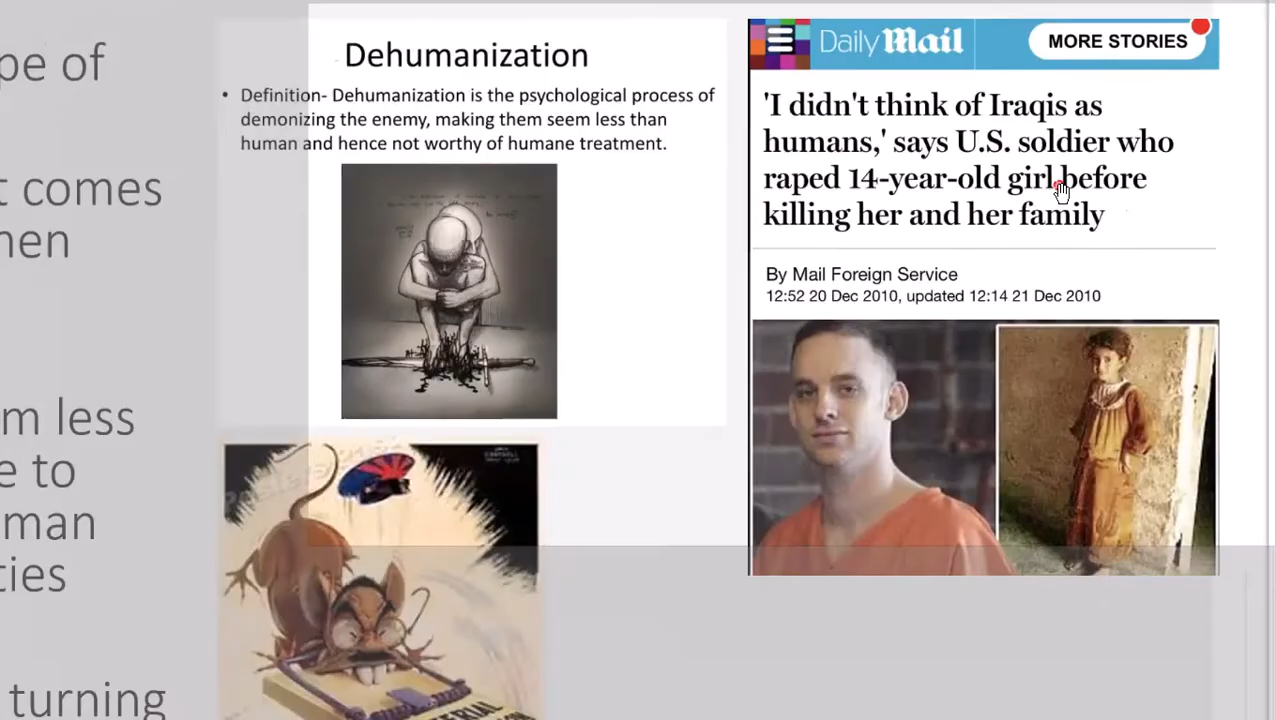 pe of
t comes
nen
m less
e to
man
ties
turning
Dehumanization
• Definition- Dehumanization is the psychological process of
demonizing the enemy, making them seem less than
human and hence not worthy of humane treatment.
Daily Mail
MORE STORIES
'I didn't think of Iraqis as
humans,' says U.S. soldier who
raped 14-year-old girl before
killing her and her family
By Mail Foreign Service
12:52 20 Dec 2010, updated 12:14 21 Dec 2010